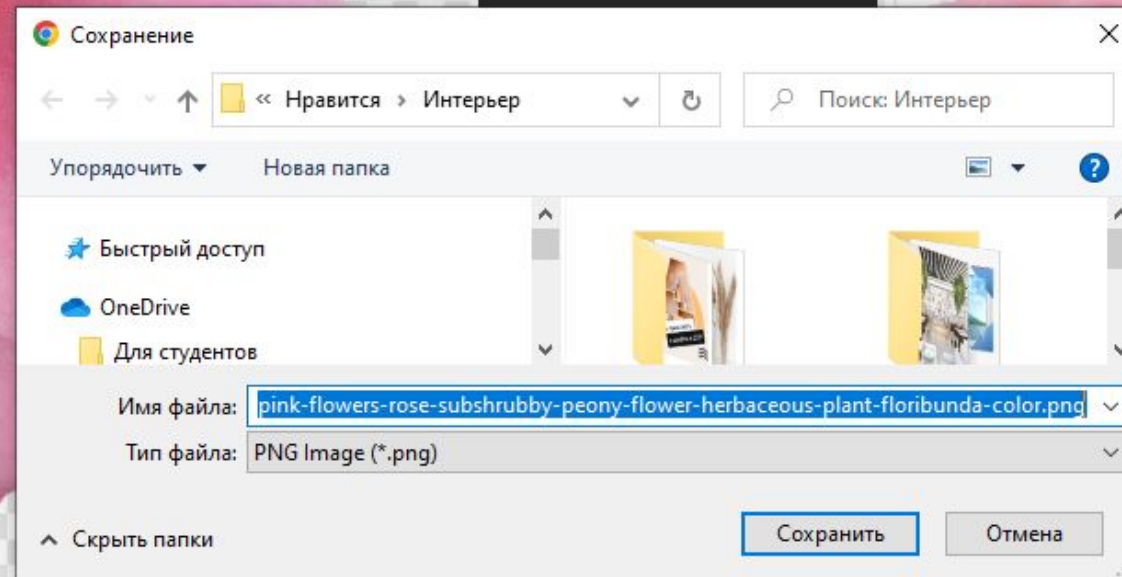 Сохранение
« Нравится › Интерьер
Поиск: Интерьер
Упорядочить
Новая папка
?
Быстрый доступ
OneDrive
Для студентов
Имя файла: pink-flowers-rose-subshrubby-peony-flower-herbaceous-plant-floribunda-color.png
Тип файла: PNG Image (*.png)
Скрыть папки
Сохранить
Отмена